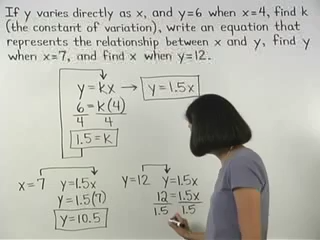 If y varies directly as x, and y=6 when x=4, find k
(the constant of variation), write an equation that
represents the relationship between x and y, find y
when x=7, and find x when y=12.
y = kx → y = 1.5x
6 = k(4)
4 4
1.5 = k
x = 7 y = 1.5x
y = 1.5(7)
y = 10.5
y = 12 y = 1.5x
12 = 1.5x
1.5 1.5